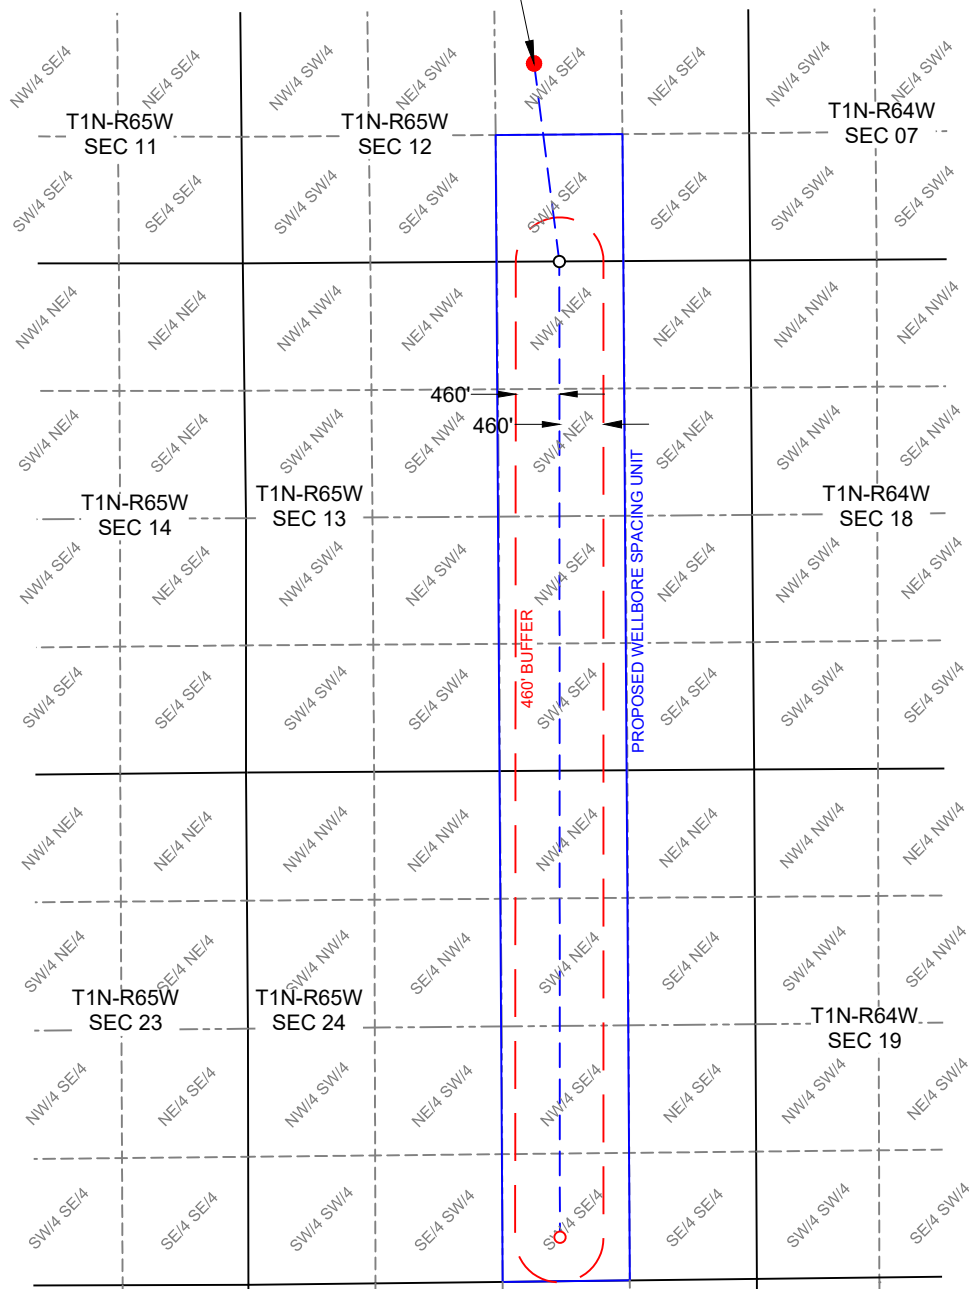 NW/4 SE/4
NE/4 SE/4
NW/4 SW/4
NE/4 SW/4
NW/4 SE/4
NE/4 SE/4
NW/4 SW/4
NE/4 SW/4
T1N-R65W
SEC 11
T1N-R65W
SEC 12
T1N-R64W
SEC 07
SW/4 SE/4
SE/4 SE/4
SW/4 SW/4
SE/4 SW/4
SW/4 SE/4
SE/4 SE/4
SW/4 SW/4
SE/4 SW/4
NW/4 NE/4
NE/4 NE/4
NW/4 NW/4
NE/4 NW/4
NW/4 NE/4
NE/4 NE/4
NW/4 NW/4
NE/4 NW/4
460'
460'
SW/4 NE/4
SE/4 NE/4
SW/4 NW/4
SE/4 NW/4
SW/4 NE/4
SE/4 NE/4
SW/4 NW/4
SE/4 NW/4
T1N-R65W
SEC 14
T1N-R65W
SEC 13
T1N-R64W
SEC 18
PROPOSED WELLBORE SPACING UNIT
460' BUFFER
NW/4 SE/4
NE/4 SE/4
NW/4 SW/4
NE/4 SW/4
NW/4 SE/4
NE/4 SE/4
NW/4 SW/4
NE/4 SW/4
SW/4 SE/4
SE/4 SE/4
SW/4 SW/4
SE/4 SW/4
SW/4 SE/4
SE/4 SE/4
SW/4 SW/4
SE/4 SW/4
NW/4 NE/4
NE/4 NE/4
NW/4 NW/4
NE/4 NW/4
NW/4 NE/4
NE/4 NE/4
NW/4 NW/4
NE/4 NW/4
SW/4 NE/4
SE/4 NE/4
SW/4 NW/4
SE/4 NW/4
SW/4 NE/4
SE/4 NE/4
SW/4 NW/4
SE/4 NW/4
T1N-R65W
SEC 23
T1N-R65W
SEC 24
T1N-R64W
SEC 19
NW/4 SE/4
NE/4 SE/4
NW/4 SW/4
NE/4 SW/4
NW/4 SE/4
NE/4 SE/4
NW/4 SW/4
NE/4 SW/4
SW/4 SE/4
SE/4 SE/4
SW/4 SW/4
SE/4 SW/4
SW/4 SE/4
SE/4 SE/4
SW/4 SW/4
SE/4 SW/4